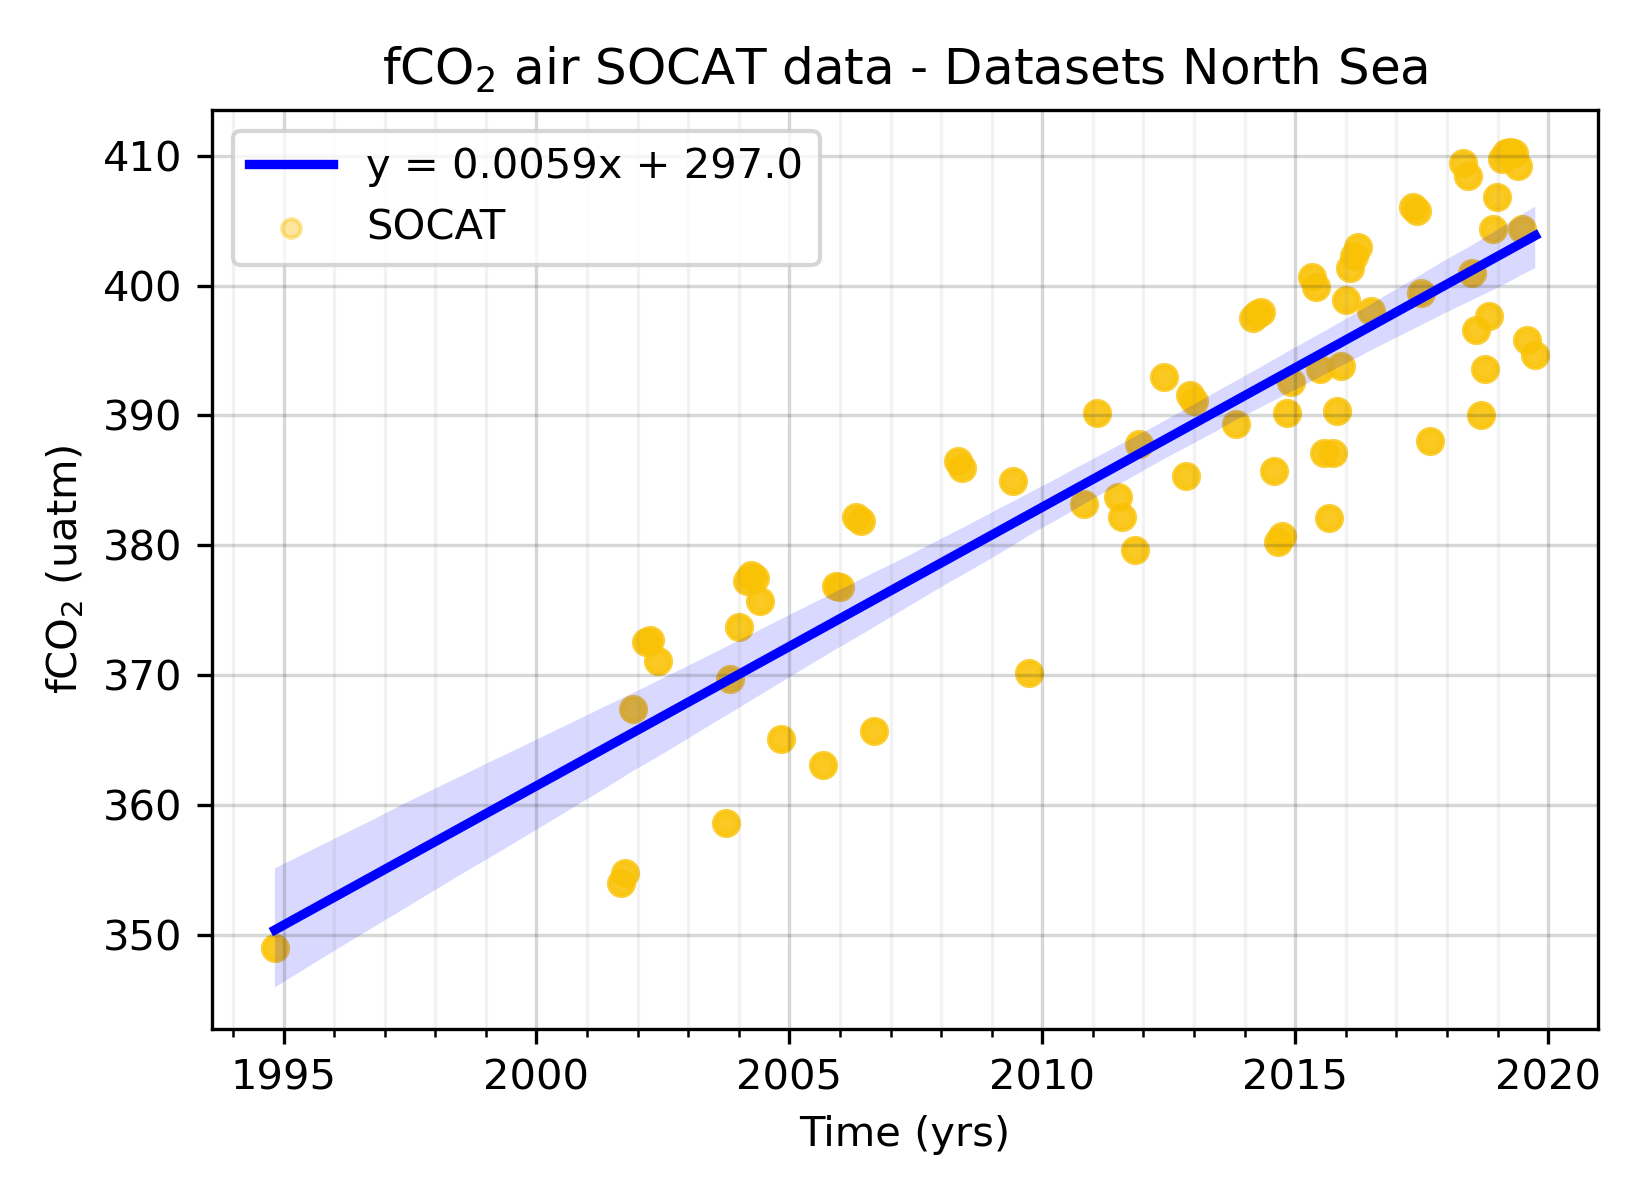 fCO₂ air SOCAT data - Datasets North Sea
y = 0.0059x + 297.0
SOCAT
410
400
390
380
370
360
350
fCO₂ (uatm)
1995 2000 2005 2010 2015 2020
Time (yrs)